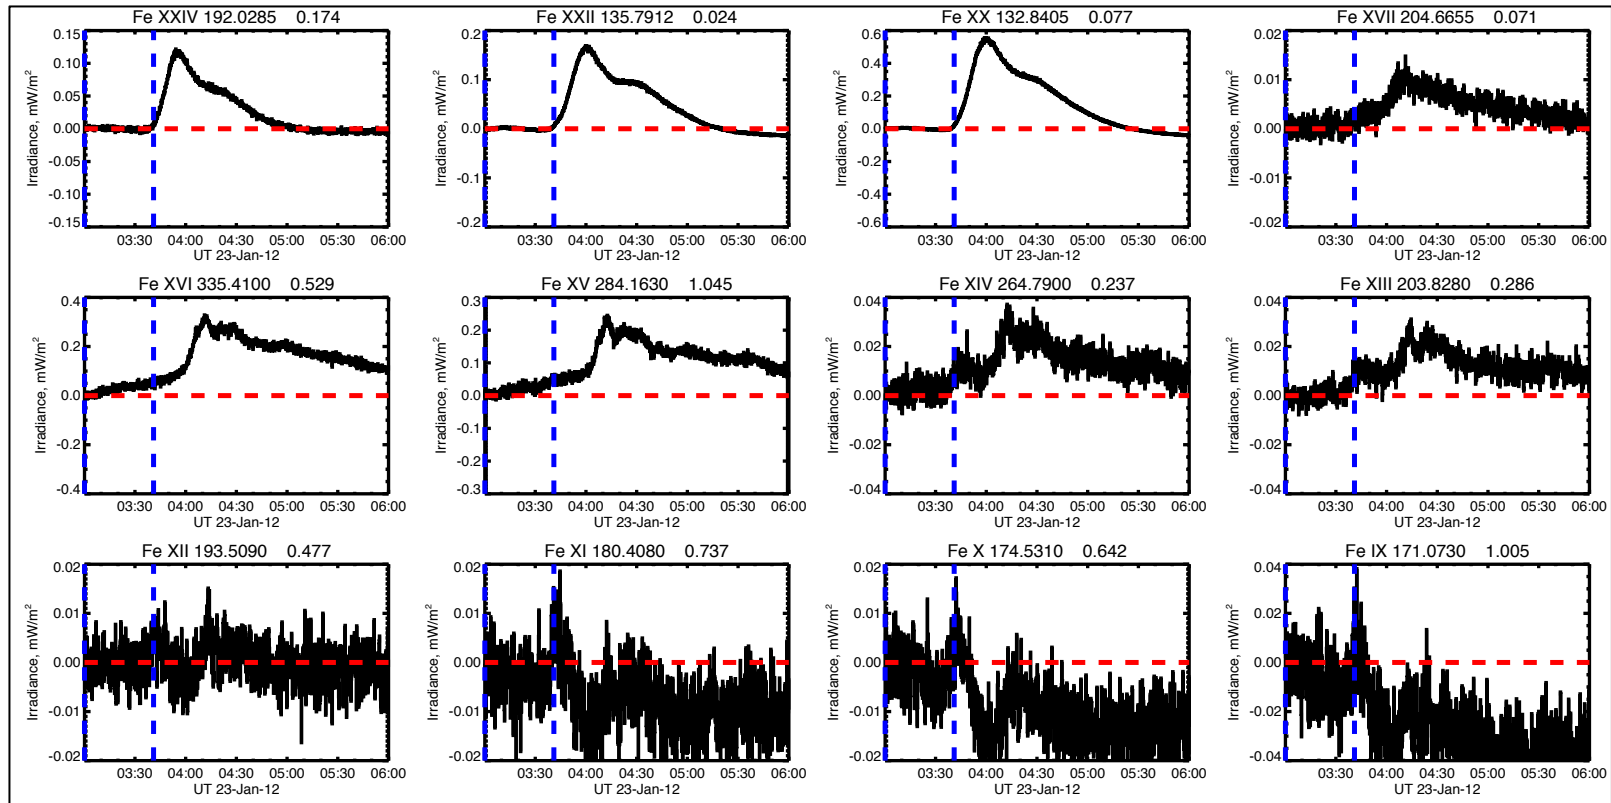 Fe XXIV 192.0285 0.174
Fe XXII 135.7912 0.024
Fe XX 132.8405 0.077
Fe XVII 204.6655 0.071
Irradiance, mW/m²
0.15
0.10
0.05
0.00
-0.05
-0.10
-0.15
03:30 04:00 04:30 05:00 05:30 06:00
UT 23-Jan-12
Irradiance, mW/m²
0.2
0.1
0.0
-0.1
-0.2
03:30 04:00 04:30 05:00 05:30 06:00
UT 23-Jan-12
Irradiance, mW/m²
0.6
0.4
0.2
0.0
-0.2
-0.4
-0.6
03:30 04:00 04:30 05:00 05:30 06:00
UT 23-Jan-12
Irradiance, mW/m²
0.02
0.01
0.00
-0.01
-0.02
03:30 04:00 04:30 05:00 05:30 06:00
UT 23-Jan-12
Fe XVI 335.4100 0.529
Fe XV 284.1630 1.045
Fe XIV 264.7900 0.237
Fe XIII 203.8280 0.286
Irradiance, mW/m²
0.4
0.2
0.0
-0.2
-0.4
03:30 04:00 04:30 05:00 05:30 06:00
UT 23-Jan-12
Irradiance, mW/m²
0.3
0.2
0.1
0.0
-0.1
-0.2
-0.3
03:30 04:00 04:30 05:00 05:30 06:00
UT 23-Jan-12
Irradiance, mW/m²
0.04
0.02
0.00
-0.02
-0.04
03:30 04:00 04:30 05:00 05:30 06:00
UT 23-Jan-12
Irradiance, mW/m²
0.04
0.02
0.00
-0.02
-0.04
03:30 04:00 04:30 05:00 05:30 06:00
UT 23-Jan-12
Fe XII 193.5090 0.477
Fe XI 180.4080 0.737
Fe X 174.5310 0.642
Fe IX 171.0730 1.005
Irradiance, mW/m²
0.02
0.01
0.00
-0.01
-0.02
03:30 04:00 04:30 05:00 05:30 06:00
UT 23-Jan-12
Irradiance, mW/m²
0.02
0.01
0.00
-0.01
-0.02
03:30 04:00 04:30 05:00 05:30 06:00
UT 23-Jan-12
Irradiance, mW/m²
0.02
0.01
0.00
-0.01
-0.02
03:30 04:00 04:30 05:00 05:30 06:00
UT 23-Jan-12
Irradiance, mW/m²
0.04
0.02
0.00
-0.02
-0.04
03:30 04:00 04:30 05:00 05:30 06:00
UT 23-Jan-12